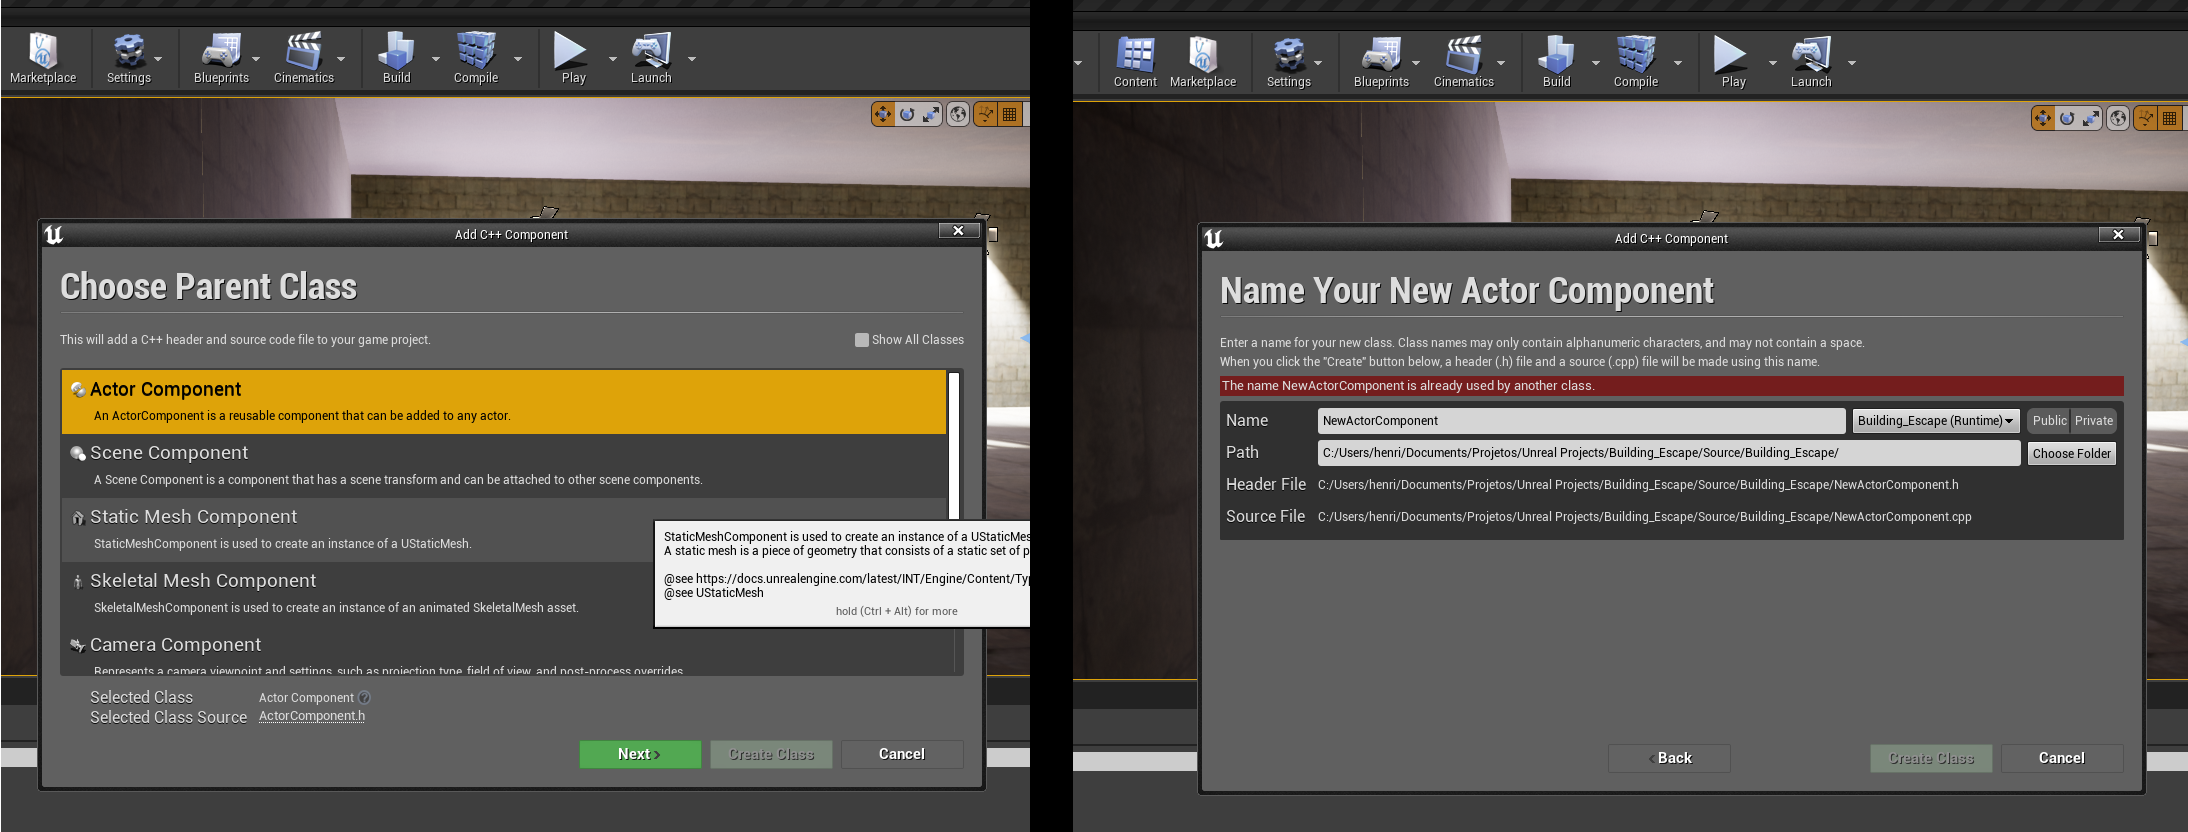 Marketplace
Settings
Blueprints
Cinematics
Build
Compile
Play
Launch
Add C++ Component
Choose Parent Class
This will add a C++ header and source code file to your game project.
Show All Classes
Actor Component
An ActorComponent is a reusable component that can be added to any actor.
Scene Component
A Scene Component is a component that has a scene transform and can be attached to other scene components.
Static Mesh Component
StaticMeshComponent is used to create an instance of a UStaticMesh.
StaticMeshComponent is used to create an instance of a UStaticMes
A static mesh is a piece of geometry that consists of a static set of p
@see https://docs.unrealengine.com/latest/INT/Engine/Content/Typ
@see UStaticMesh
hold (Ctrl + Alt) for more
Skeletal Mesh Component
SkeletalMeshComponent is used to create an instance of an animated SkeletalMesh asset.
Camera Component
Represents a camera viewpoint and settings, such as projection type, field of view, and post-process overrides.
Selected Class
Actor Component
Selected Class Source
ActorComponent.h
Next >
Create Class
Cancel
Content
Marketplace
Settings
Blueprints
Cinematics
Build
Compile
Play
Launch
Add C++ Component
Name Your New Actor Component
Enter a name for your new class. Class names may only contain alphanumeric characters, and may not contain a space.
When you click the "Create" button below, a header (.h) file and a source (.cpp) file will be made using this name.
The name NewActorComponent is already used by another class.
Name
NewActorComponent
Building_Escape (Runtime)
Public
Private
Path
C:/Users/henri/Documents/Projetos/Unreal Projects/Building_Escape/Source/Building_Escape/
Choose Folder
Header File
C:/Users/henri/Documents/Projetos/Unreal Projects/Building_Escape/Source/Building_Escape/NewActorComponent.h
Source File
C:/Users/henri/Documents/Projetos/Unreal Projects/Building_Escape/Source/Building_Escape/NewActorComponent.cpp
< Back
Create Class
Cancel